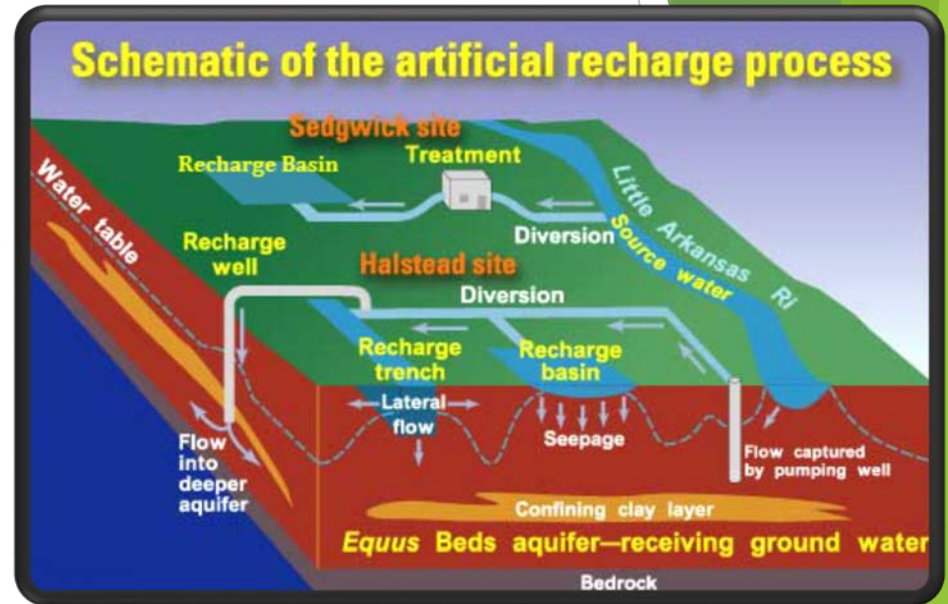 Schematic of the artificial recharge process
Sedgwick site
Recharge Basin
Treatment
Water table
Little Arkansas Ri
Source water
Diversion
Recharge
well
Halstead site
Diversion
Recharge
trench
Recharge
basin
Lateral
flow
Seepage
Flow
into
deeper
aquifer
Flow captured
by pumping well
Confining clay layer
Equus Beds aquifer—receiving ground water
Bedrock